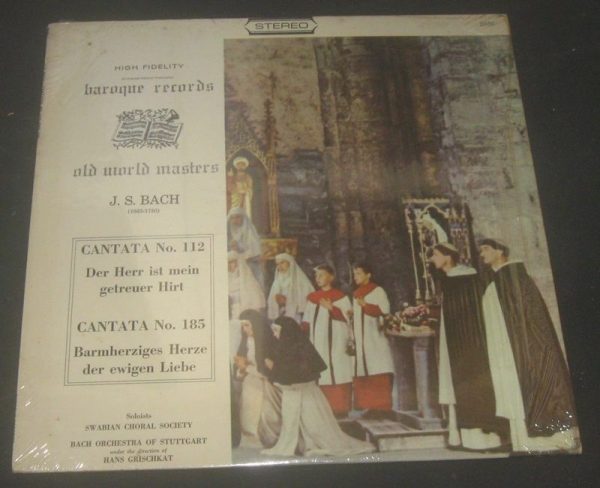 STEREO
HIGH FIDELITY
baroque records
old world masters
J. S. BACH
(1685-1750)
CANTATA No. 112
Der Herr ist mein
getreuer Hirt
CANTATA No. 185
Barmherziges Herze
der ewigen Liebe
Soloists
SWABIAN CHORAL SOCIETY
BACH ORCHESTRA OF STUTTGART
under the direction of
HANS GRISCHKAT